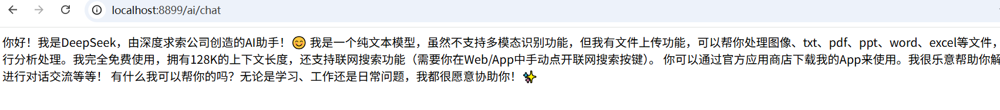 localhost:8899/ai/chat
你好！我是DeepSeek，由深度求索公司创造的AI助手！😊 我是一个纯文本模型，虽然不支持多模态识别功能，但我有文件上传功能，可以帮你处理图像、txt、pdf、ppt、word、excel等文件，
行分析处理。我完全免费使用，拥有128K的上下文长度，还支持联网搜索功能（需要你在Web/App中手动点开联网搜索按键）。 你可以通过官方应用商店下载我的App来使用。我很乐意帮助你解
进行对话交流等等！ 有什么我可以帮你的吗？无论是学习、工作还是日常问题，我都很愿意协助你！✨